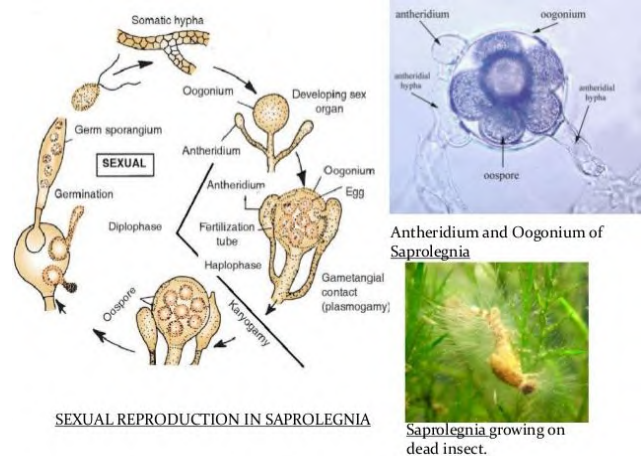 Somatic hypha
Oogonium
Developing sex
organ
Antheridium
Germ sporangium
SEXUAL
Germination
Antheridium
Oogonium
Egg
Fertilization
tube
Diplophase
Haplophase
Gametangial
contact
(plasmogamy)
Karyogamy
Oospore
SEXUAL REPRODUCTION IN SAPROLEGNIA
antheridium
oogonium
antheridial
hypha
antheridial
hypha
oospore
Antheridium and Oogonium of
Saprolegnia
Saprolegnia growing on
dead insect.